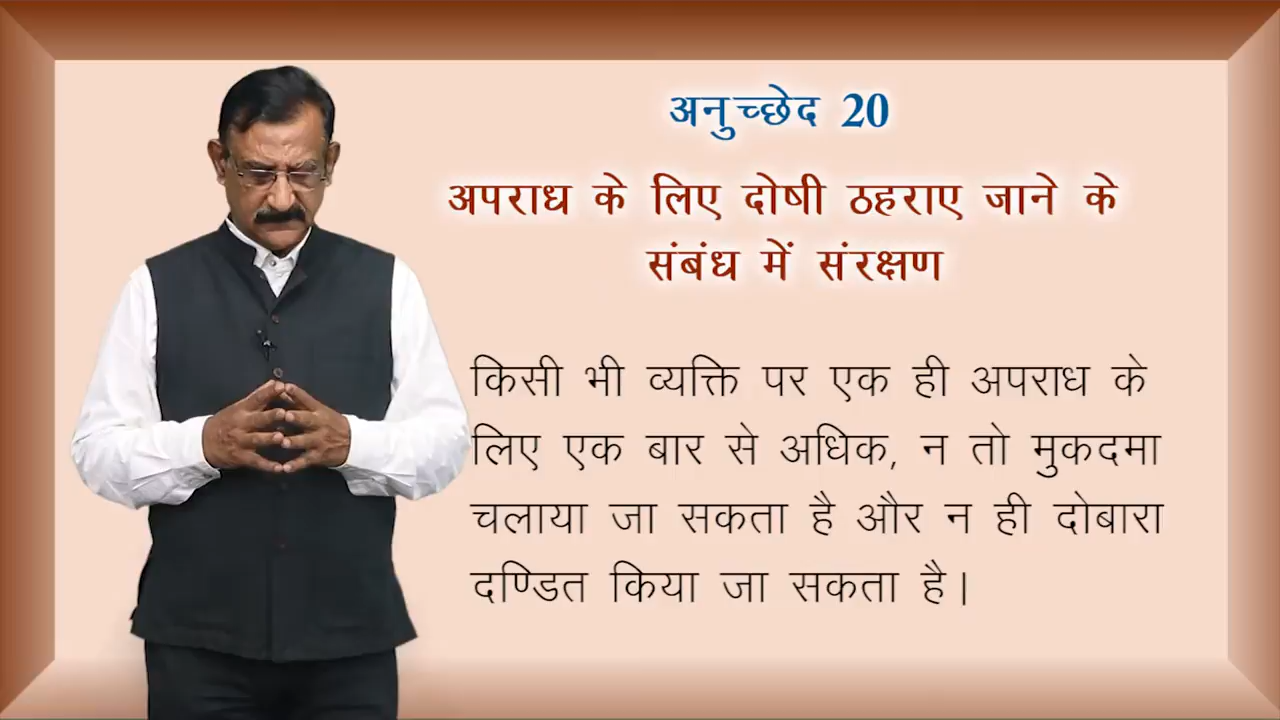 अनुच्छेद 20
अपराध के लिए दोषी ठहराए जाने के
संबंध में संरक्षण
किसी भी व्यक्ति पर एक ही अपराध के
लिए एक बार से अधिक, न तो मुकदमा
चलाया जा सकता है और न ही दोबारा
दण्डित किया जा सकता है।